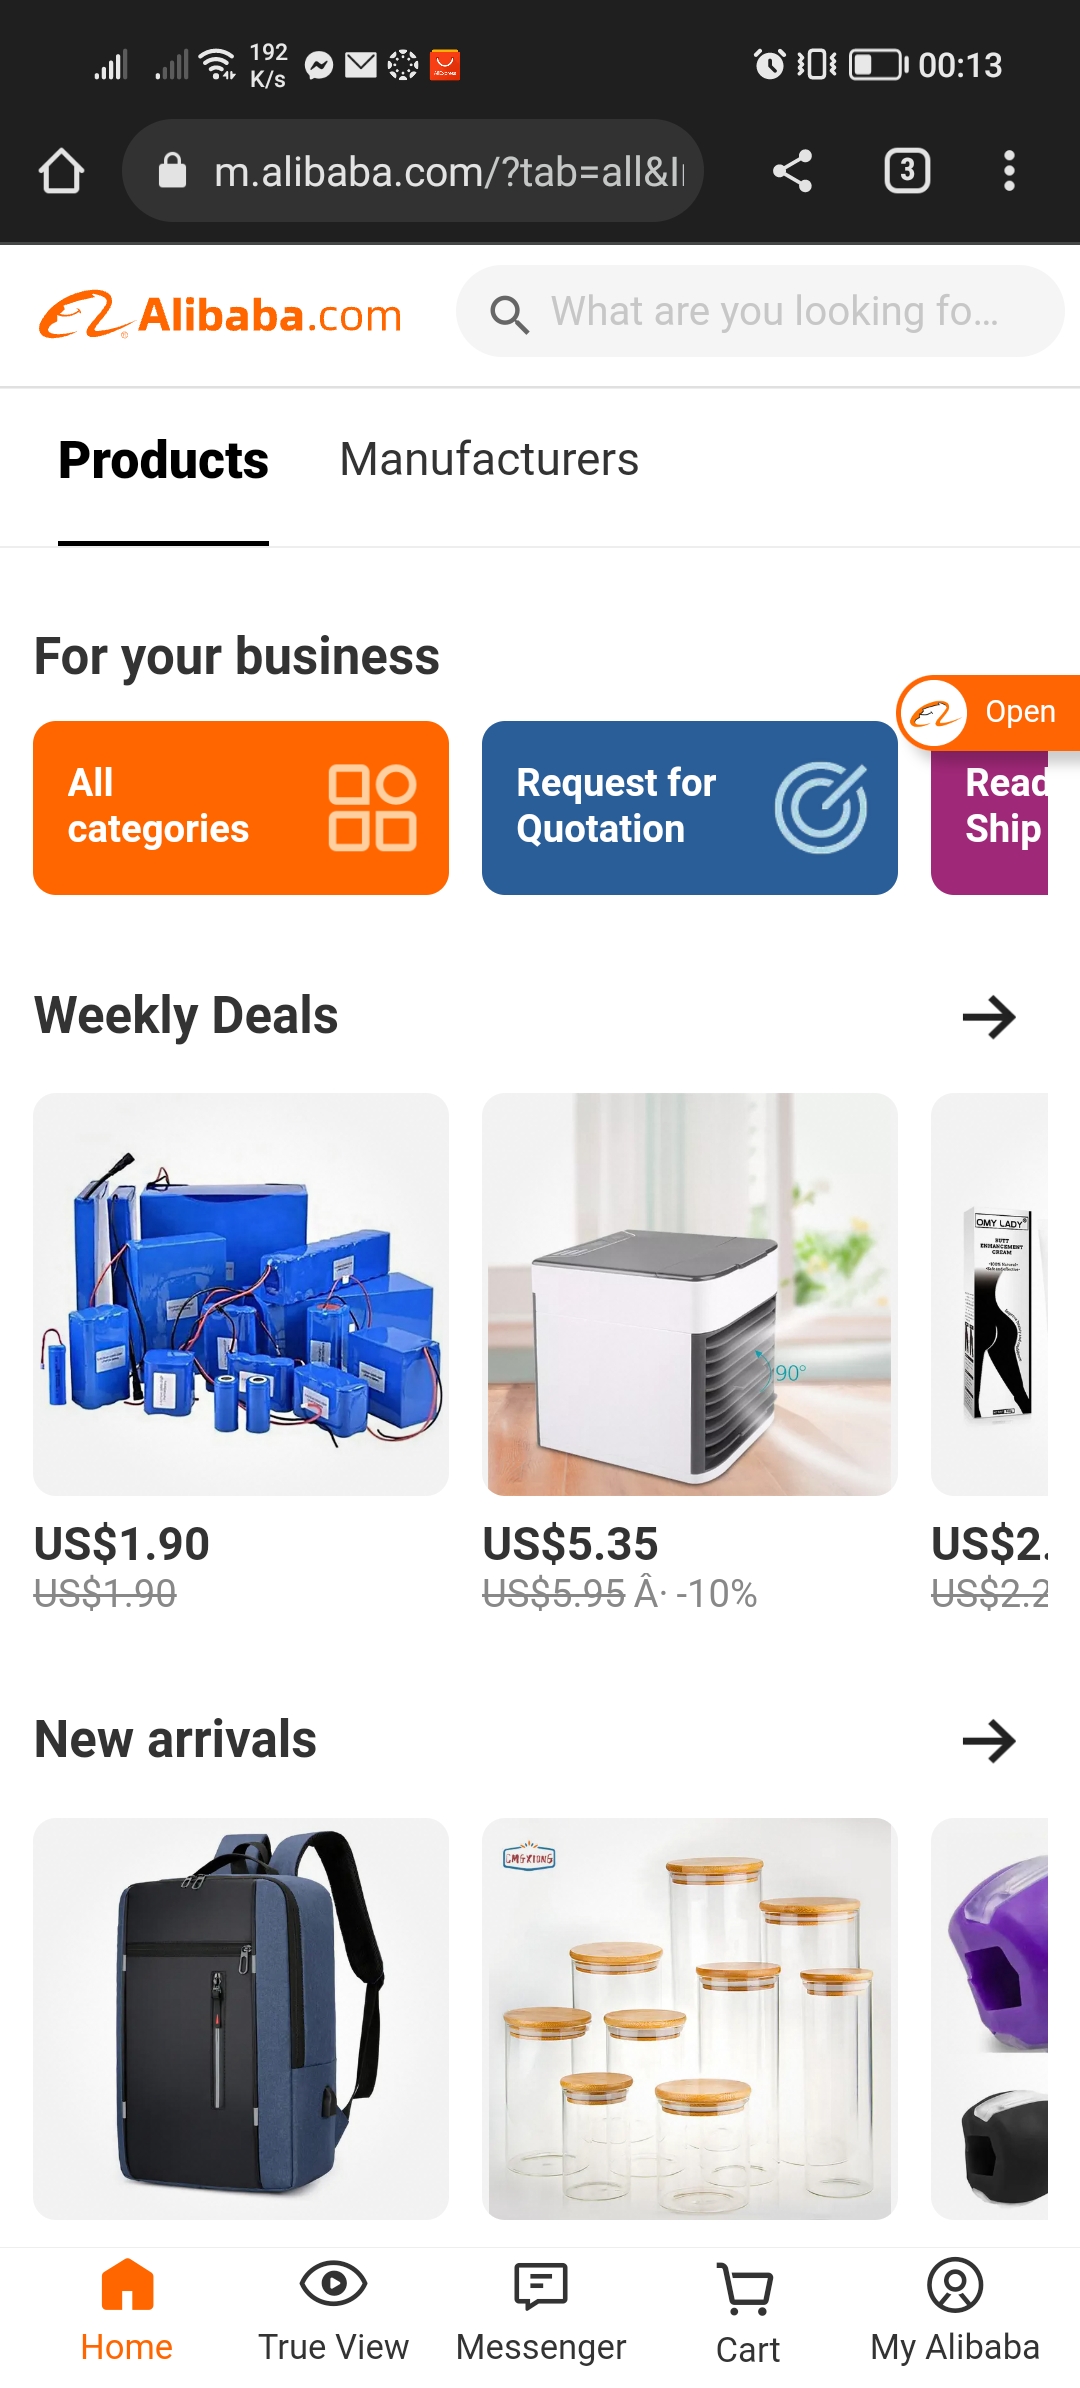 192
K/s
00:13
m.alibaba.com/?tab=all&
3
Alibaba.com
What are you looking fo...
Products
Manufacturers
For your business
Open
All
categories
Request for
Quotation
Read
Ship
Weekly Deals
OMY LADY
BUTT
ENHANCEMENT
CREAM
90°
US$1.90
US$1.90
US$5.35
US$5.95 Â· -10%
US$2.
US$2.2
New arrivals
CMGXIONG
Home
True View
Messenger
Cart
My Alibaba